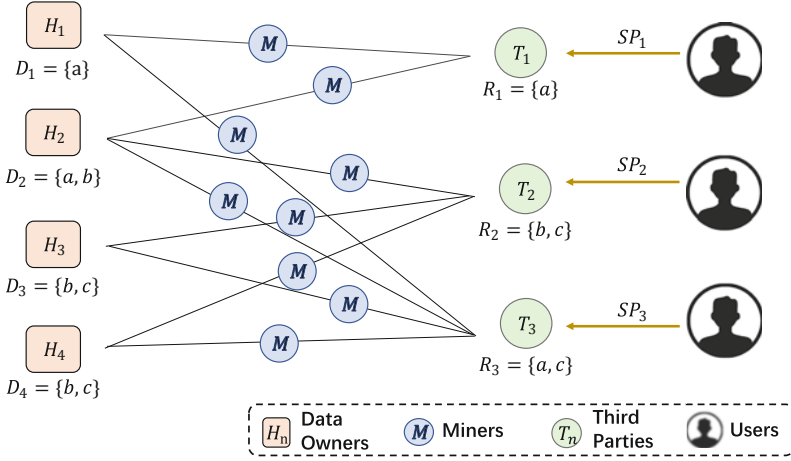 H₁
D₁ = {a}
H₂
D₂ = {a, b}
H₃
D₃ = {b, c}
H₄
D₄ = {b, c}
M
M
M
M
M
M
M
M
M
T₁
R₁ = {a}
T₂
R₂ = {b, c}
T₃
R₃ = {a, c}
SP₁
SP₂
SP₃
Hₙ
Data
Owners
M
Miners
Tₙ
Third
Parties
Users